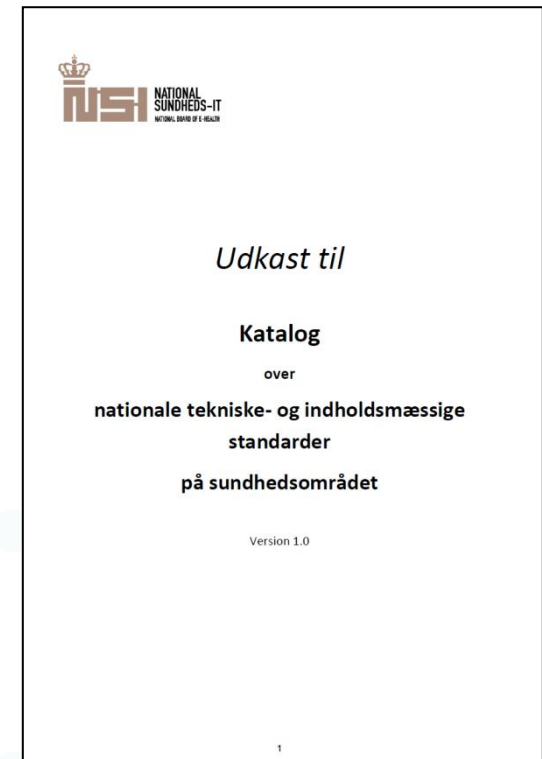 NSI
NATIONAL
SUNDHEDS-IT
NATIONAL BOARD OF E-HEALTH
Udkast til
Katalog
over
nationale tekniske- og indholdsmæssige
standarder
på sundhedsområdet
Version 1.0
1